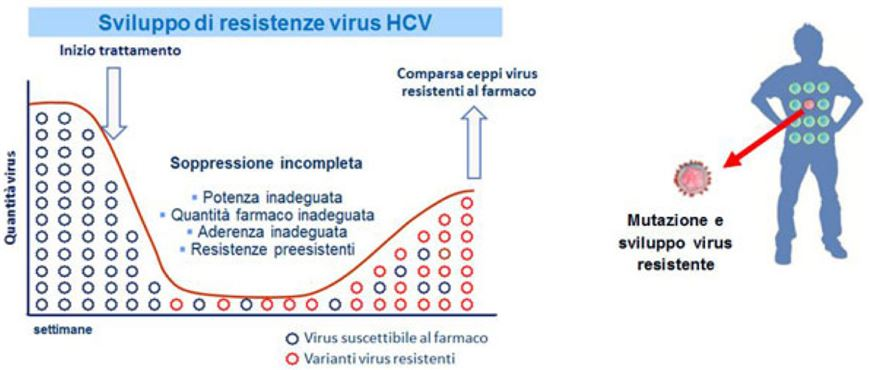 Sviluppo di resistenze virus HCV
Inizio trattamento
Comparsa ceppi virus
resistenti al farmaco
Soppressione incompleta
Potenza inadeguata
Quantità farmaco inadeguata
Aderenza inadeguata
Resistenze preesistenti
Quantità virus
settimane
Virus suscettibile al farmaco
Varianti virus resistenti
Mutazione e
sviluppo virus
resistente